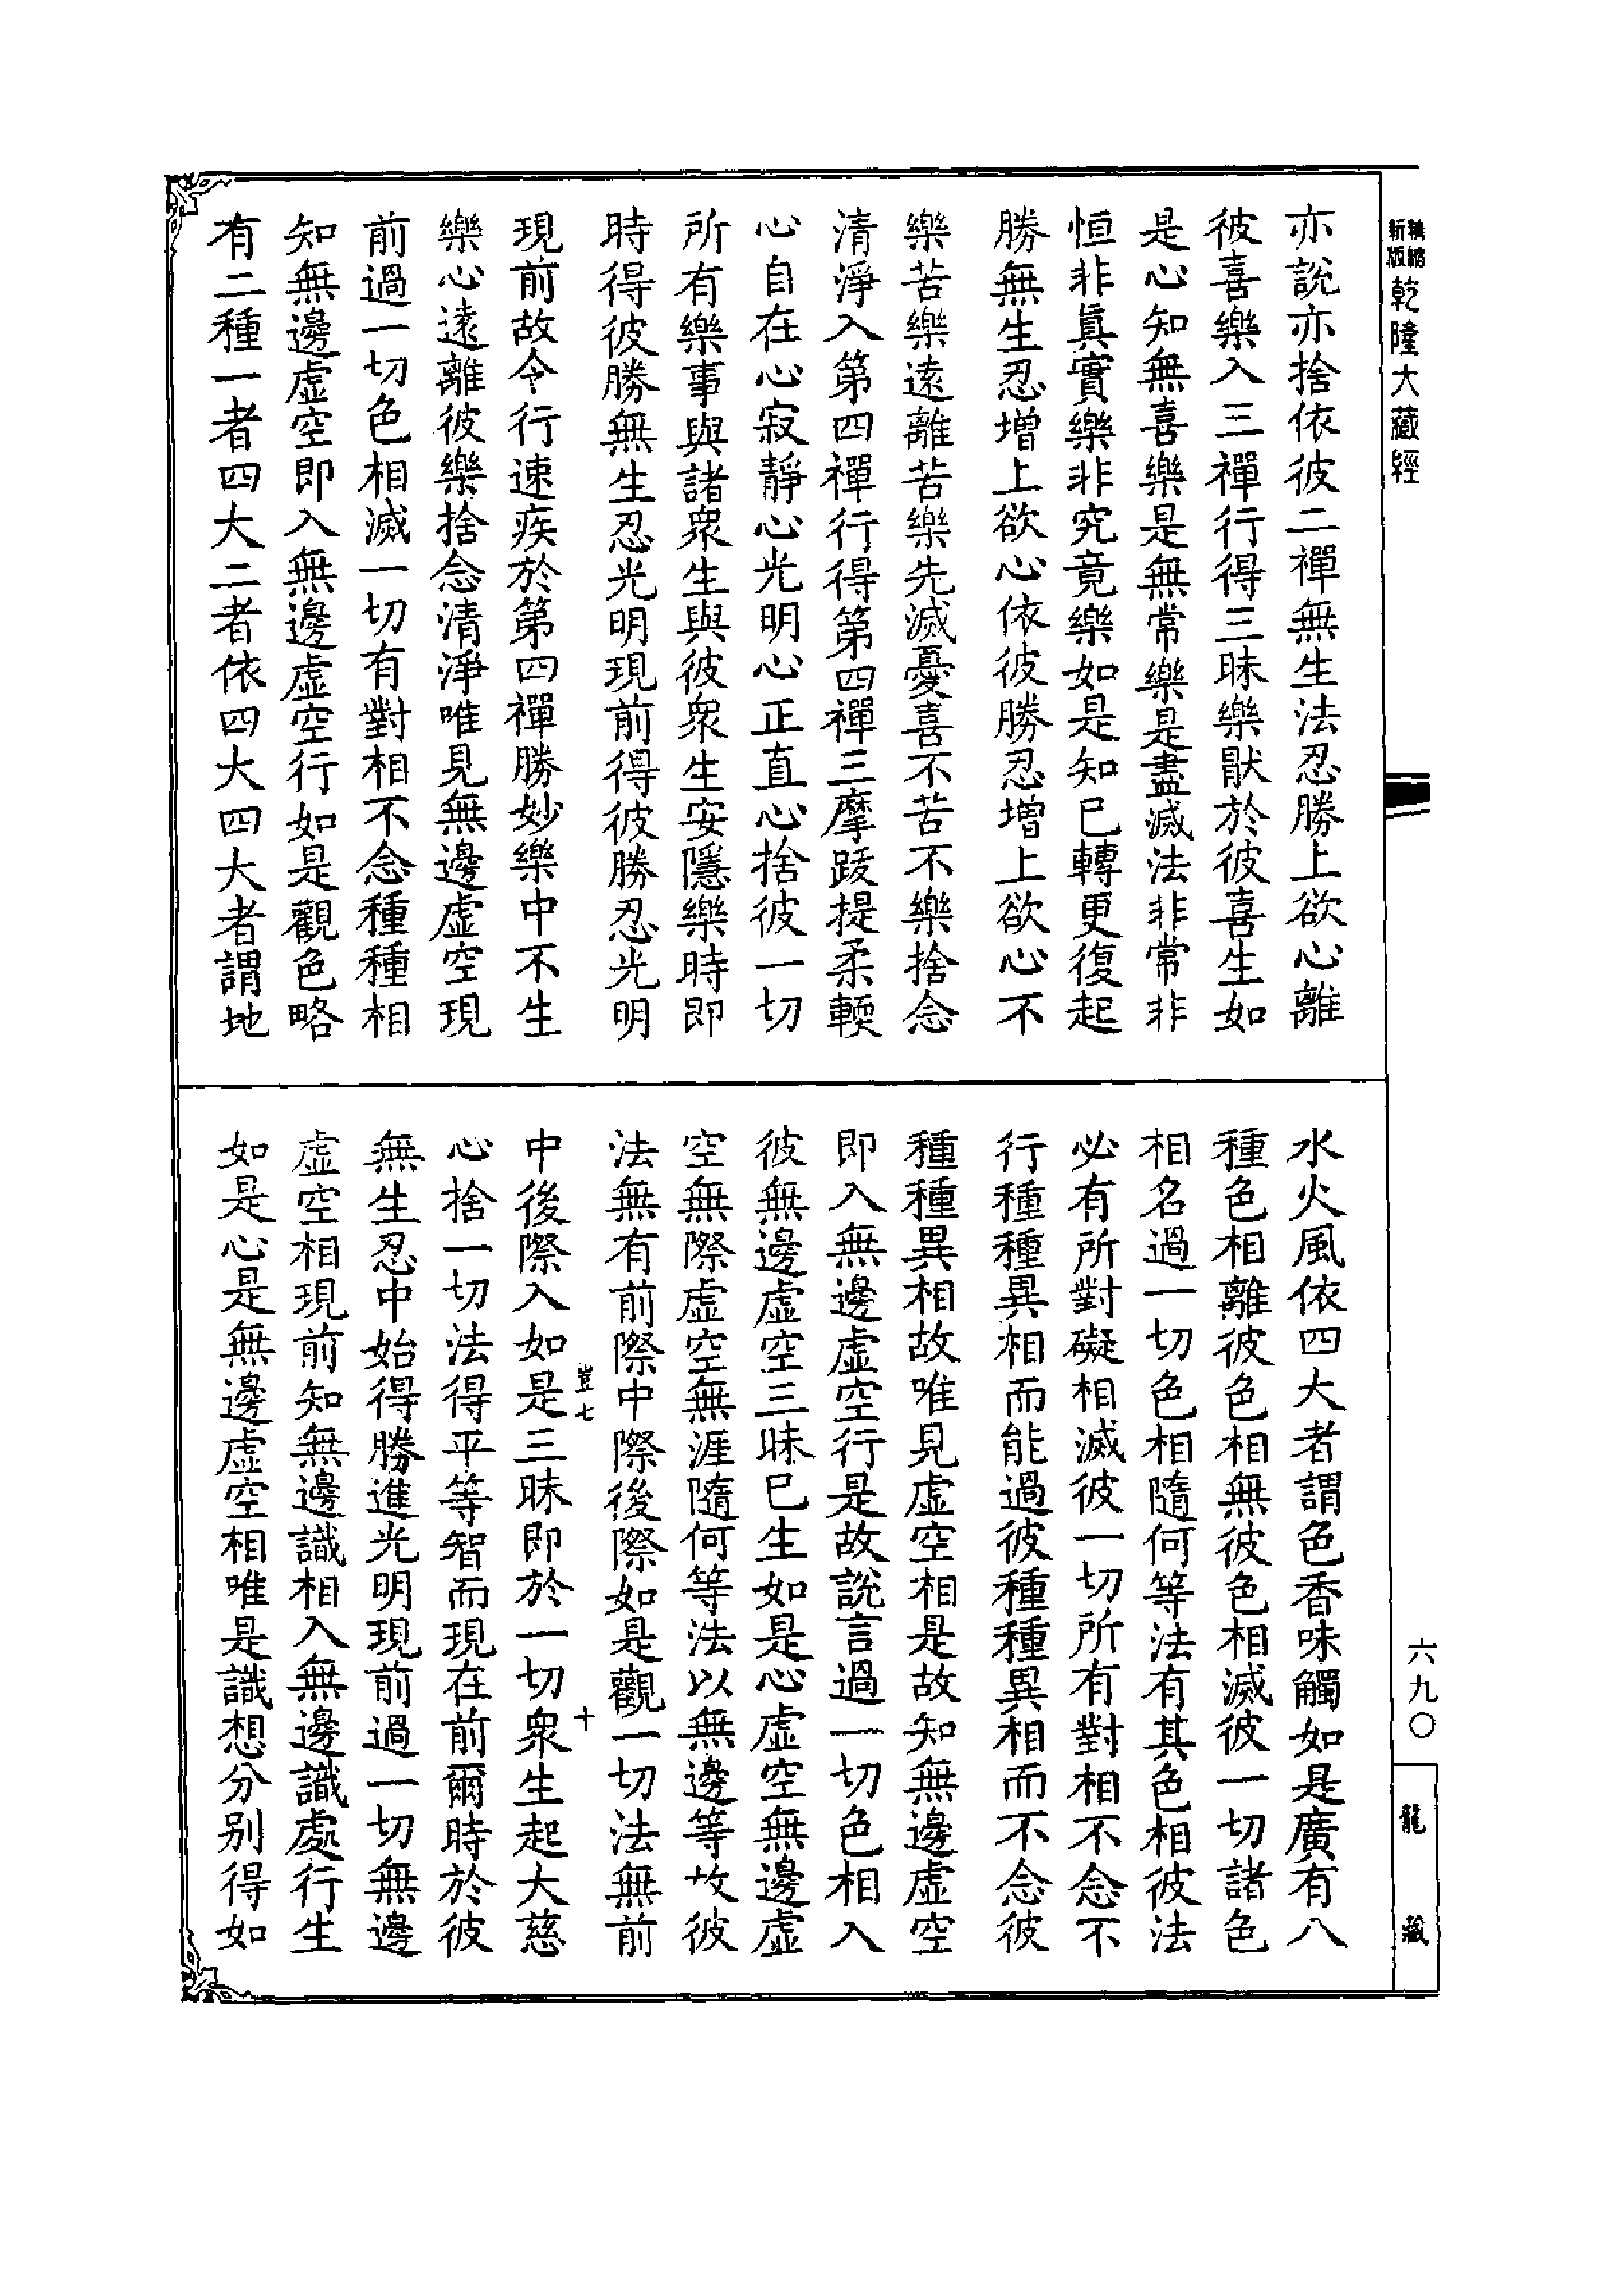 精縮新版乾隆大藏經
亦說亦捨依彼二禪無生法忍勝上欲心離
彼喜樂入三禪行得三昧樂猒於彼喜生如
是心知無喜樂是無常樂是盡滅法非常非
恒非真實樂非究竟樂如是知已轉更復起
勝無生忍增上欲心依彼勝忍增上欲心不
樂苦樂遠離苦樂先滅憂喜不苦不樂捨念
清淨入第四禪行得第四禪三摩跋提柔輭
心自在心寂靜心光明心正直心捨彼一切
所有樂事與諸衆生與彼衆生安隱樂時即
時得彼勝無生忍光明現前得彼勝忍光明
現前故令行速疾於第四禪勝妙樂中不生
樂心遠離彼樂捨念清淨唯見無邊虛空現
前過一切色相滅一切有對相不念種種相
知無邊虛空即入無邊虛空行如是觀色略
有二種一者四大二者依四大四大者謂地
水火風依四大者謂色香味觸如是廣有八
種色相離彼色相無彼色相滅彼一切諸色
相名過一切色相隨何等法有其色相彼法
必有所對礙相滅彼一切所有對相不念不
行種種異相而能過彼種種異相而不念彼
種種異相故唯見虛空相是故知無邊虛空
即入無邊虛空行是故說言過一切色相入
彼無邊虛空三昧已生如是心虛空無邊虛
空無際虛空無涯隨何等法以無邊等故彼
法無有前際中際後際如是觀一切法無前
豈七 十
中後際入如是三昧即於一切衆生起大慈
心捨一切法得平等智而現在前爾時於彼
無生忍中始得勝進光明現前過一切無邊
虛空相現前知無邊識相入無邊識處行生
如是心是無邊虛空相唯是識想分別得如
六九〇
龍藏